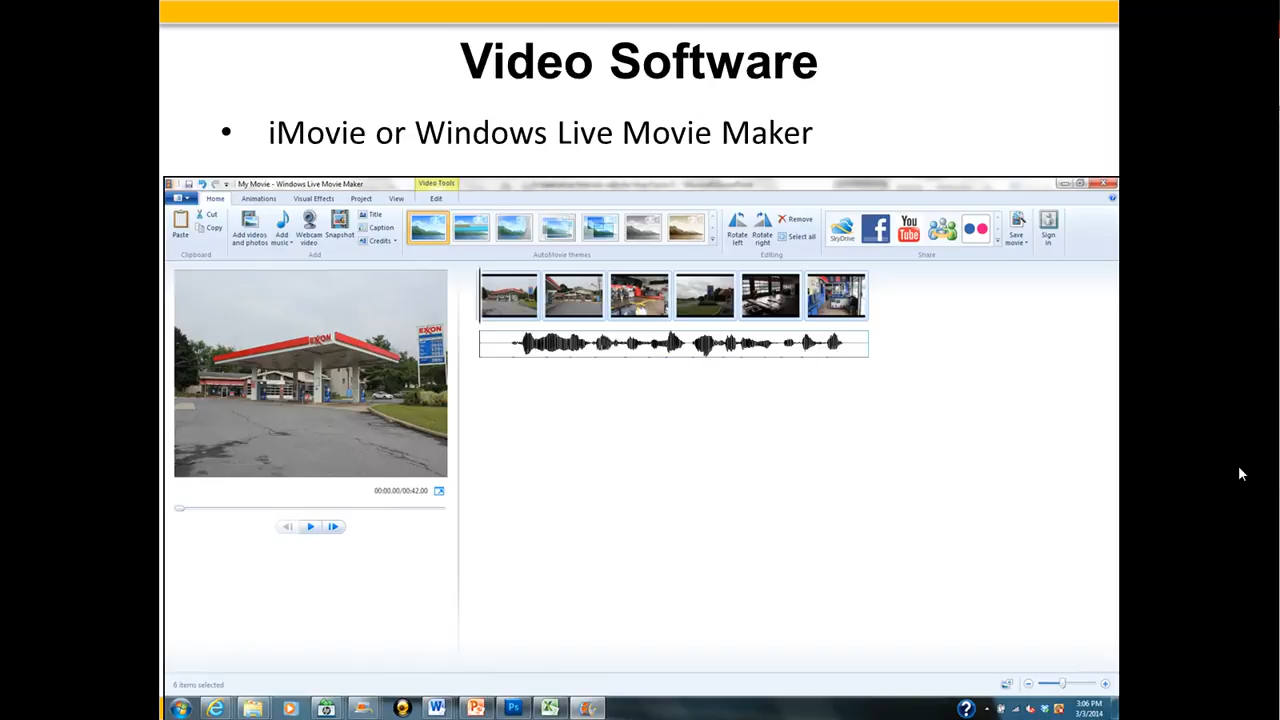 Video Software
• iMovie or Windows Live Movie Maker
My Movie - Windows Live Movie Maker
Video Tools
Home Animations Visual Effects Project View Edit
Paste
Cut
Copy
Clipboard
Add videos and photos
Add music
Webcam video
Snapshot
Title
Caption
Credits
Add
AutoMovie themes
Rotate left
Rotate right
Remove
Select all
Editing
SkyDrive
You Tube
Share
Save movie
Sign in
EXXON
EXXON
00:00.00/00:42.00
6 items selected
3:06 PM
3/3/2014